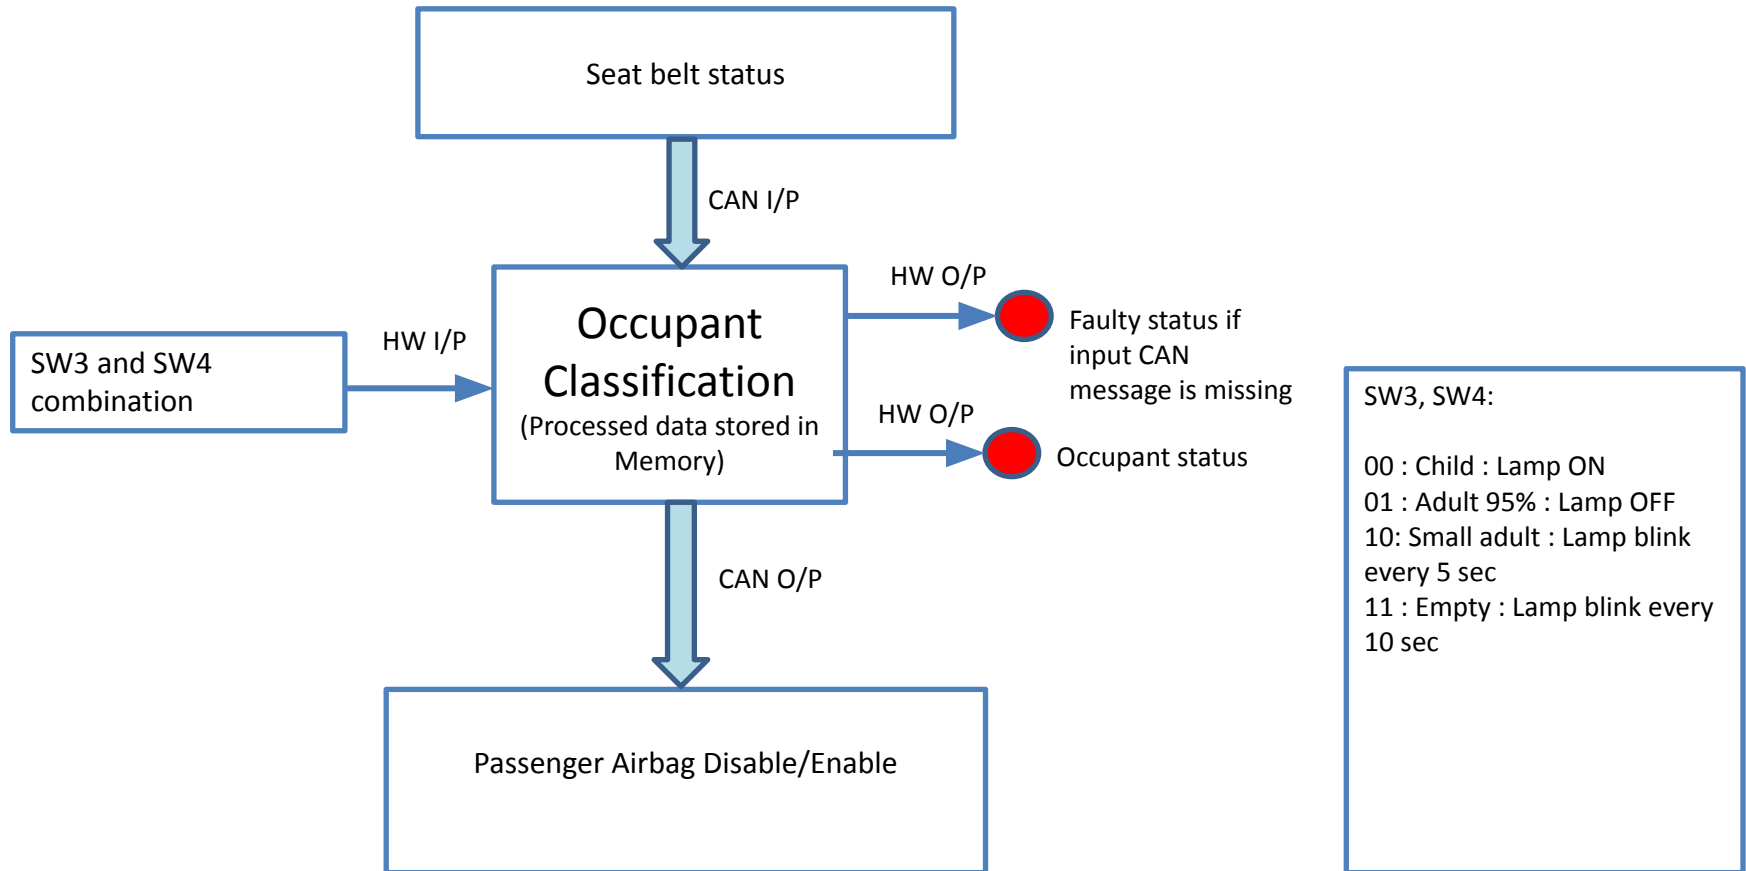 Seat belt status
CAN I/P
HW I/P
SW3 and SW4
combination
Occupant
Classification
(Processed data stored in
Memory)
HW O/P
Faulty status if
input CAN
message is missing
HW O/P
Occupant status
CAN O/P
Passenger Airbag Disable/Enable
SW3, SW4:
00 : Child : Lamp ON
01 : Adult 95% : Lamp OFF
10: Small adult : Lamp blink
every 5 sec
11 : Empty : Lamp blink every
10 sec